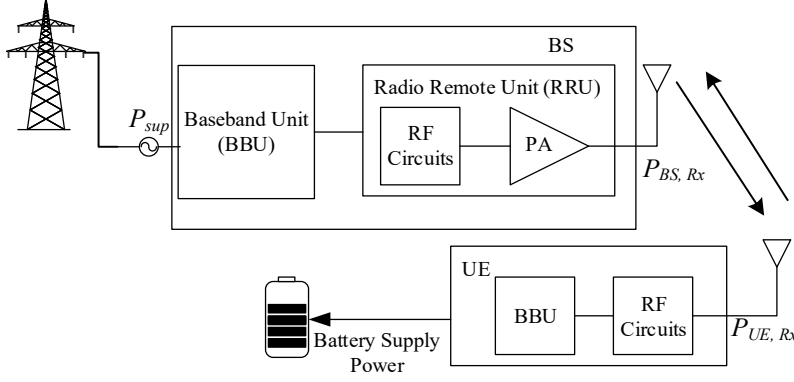 BS
P_sup
Baseband Unit
(BBU)
Radio Remote Unit (RRU)
RF
Circuits
PA
P_BS, Rx
UE
BBU
RF
Circuits
P_UE, Rx
Battery Supply
Power